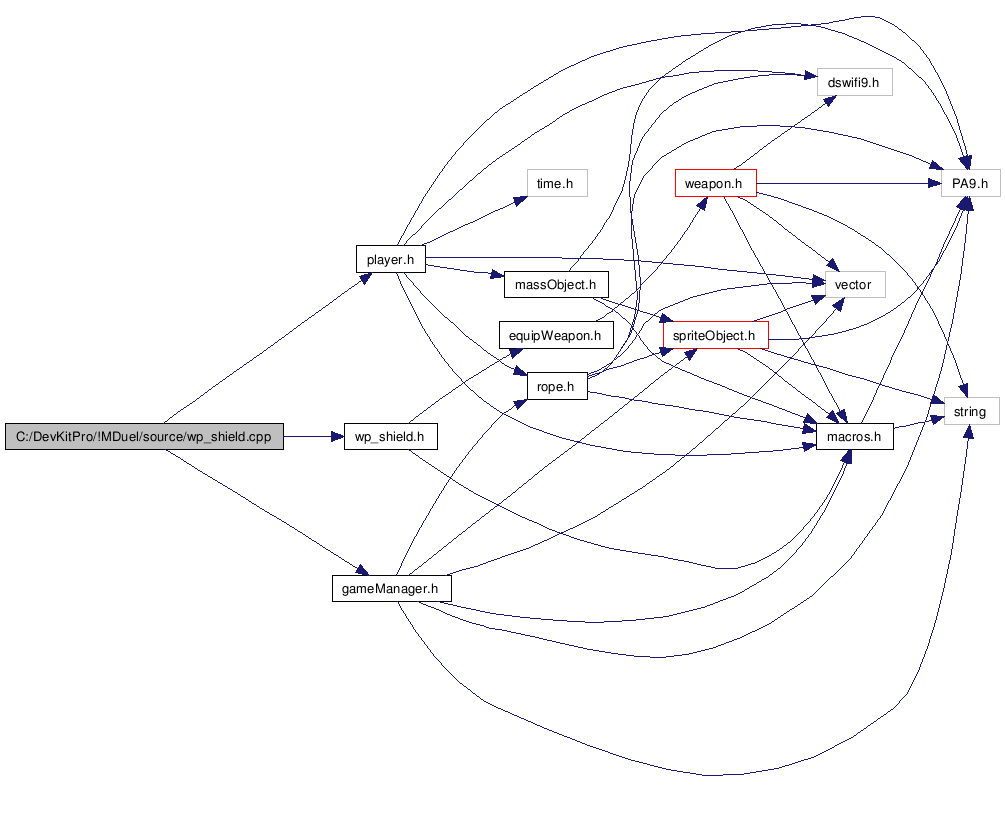 dswifi9.h
time.h
weapon.h
PA9.h
player.h
massObject.h
vector
equipWeapon.h
spriteObject.h
rope.h
string
C:/DevKitPro/!MDuel/source/wp_shield.cpp
wp_shield.h
macros.h
gameManager.h